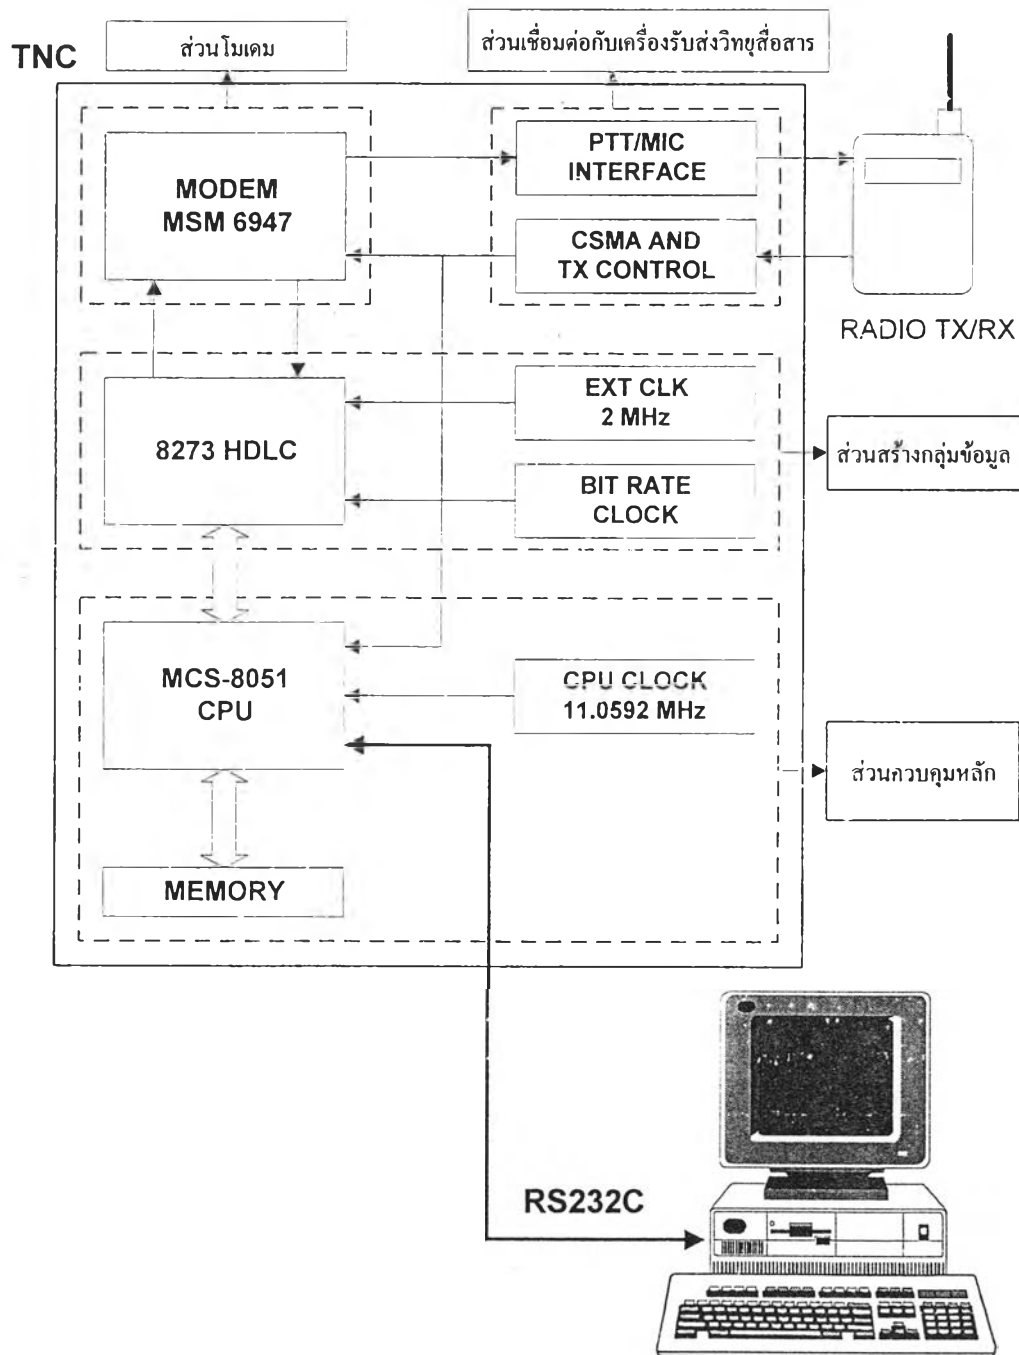 TNC
ส่วนโมเดม
ส่วนเชื่อมต่อกับเครื่องรับส่งวิทยุสื่อสาร
MODEM
MSM 6947
PTT/MIC
INTERFACE
CSMA AND
TX CONTROL
RADIO TX/RX
8273 HDLC
EXT CLK
2 MHz
BIT RATE
CLOCK
ส่วนสร้างกลุ่มข้อมูล
MCS-8051
CPU
CPU CLOCK
11.0592 MHz
ส่วนควบคุมหลัก
MEMORY
RS232C